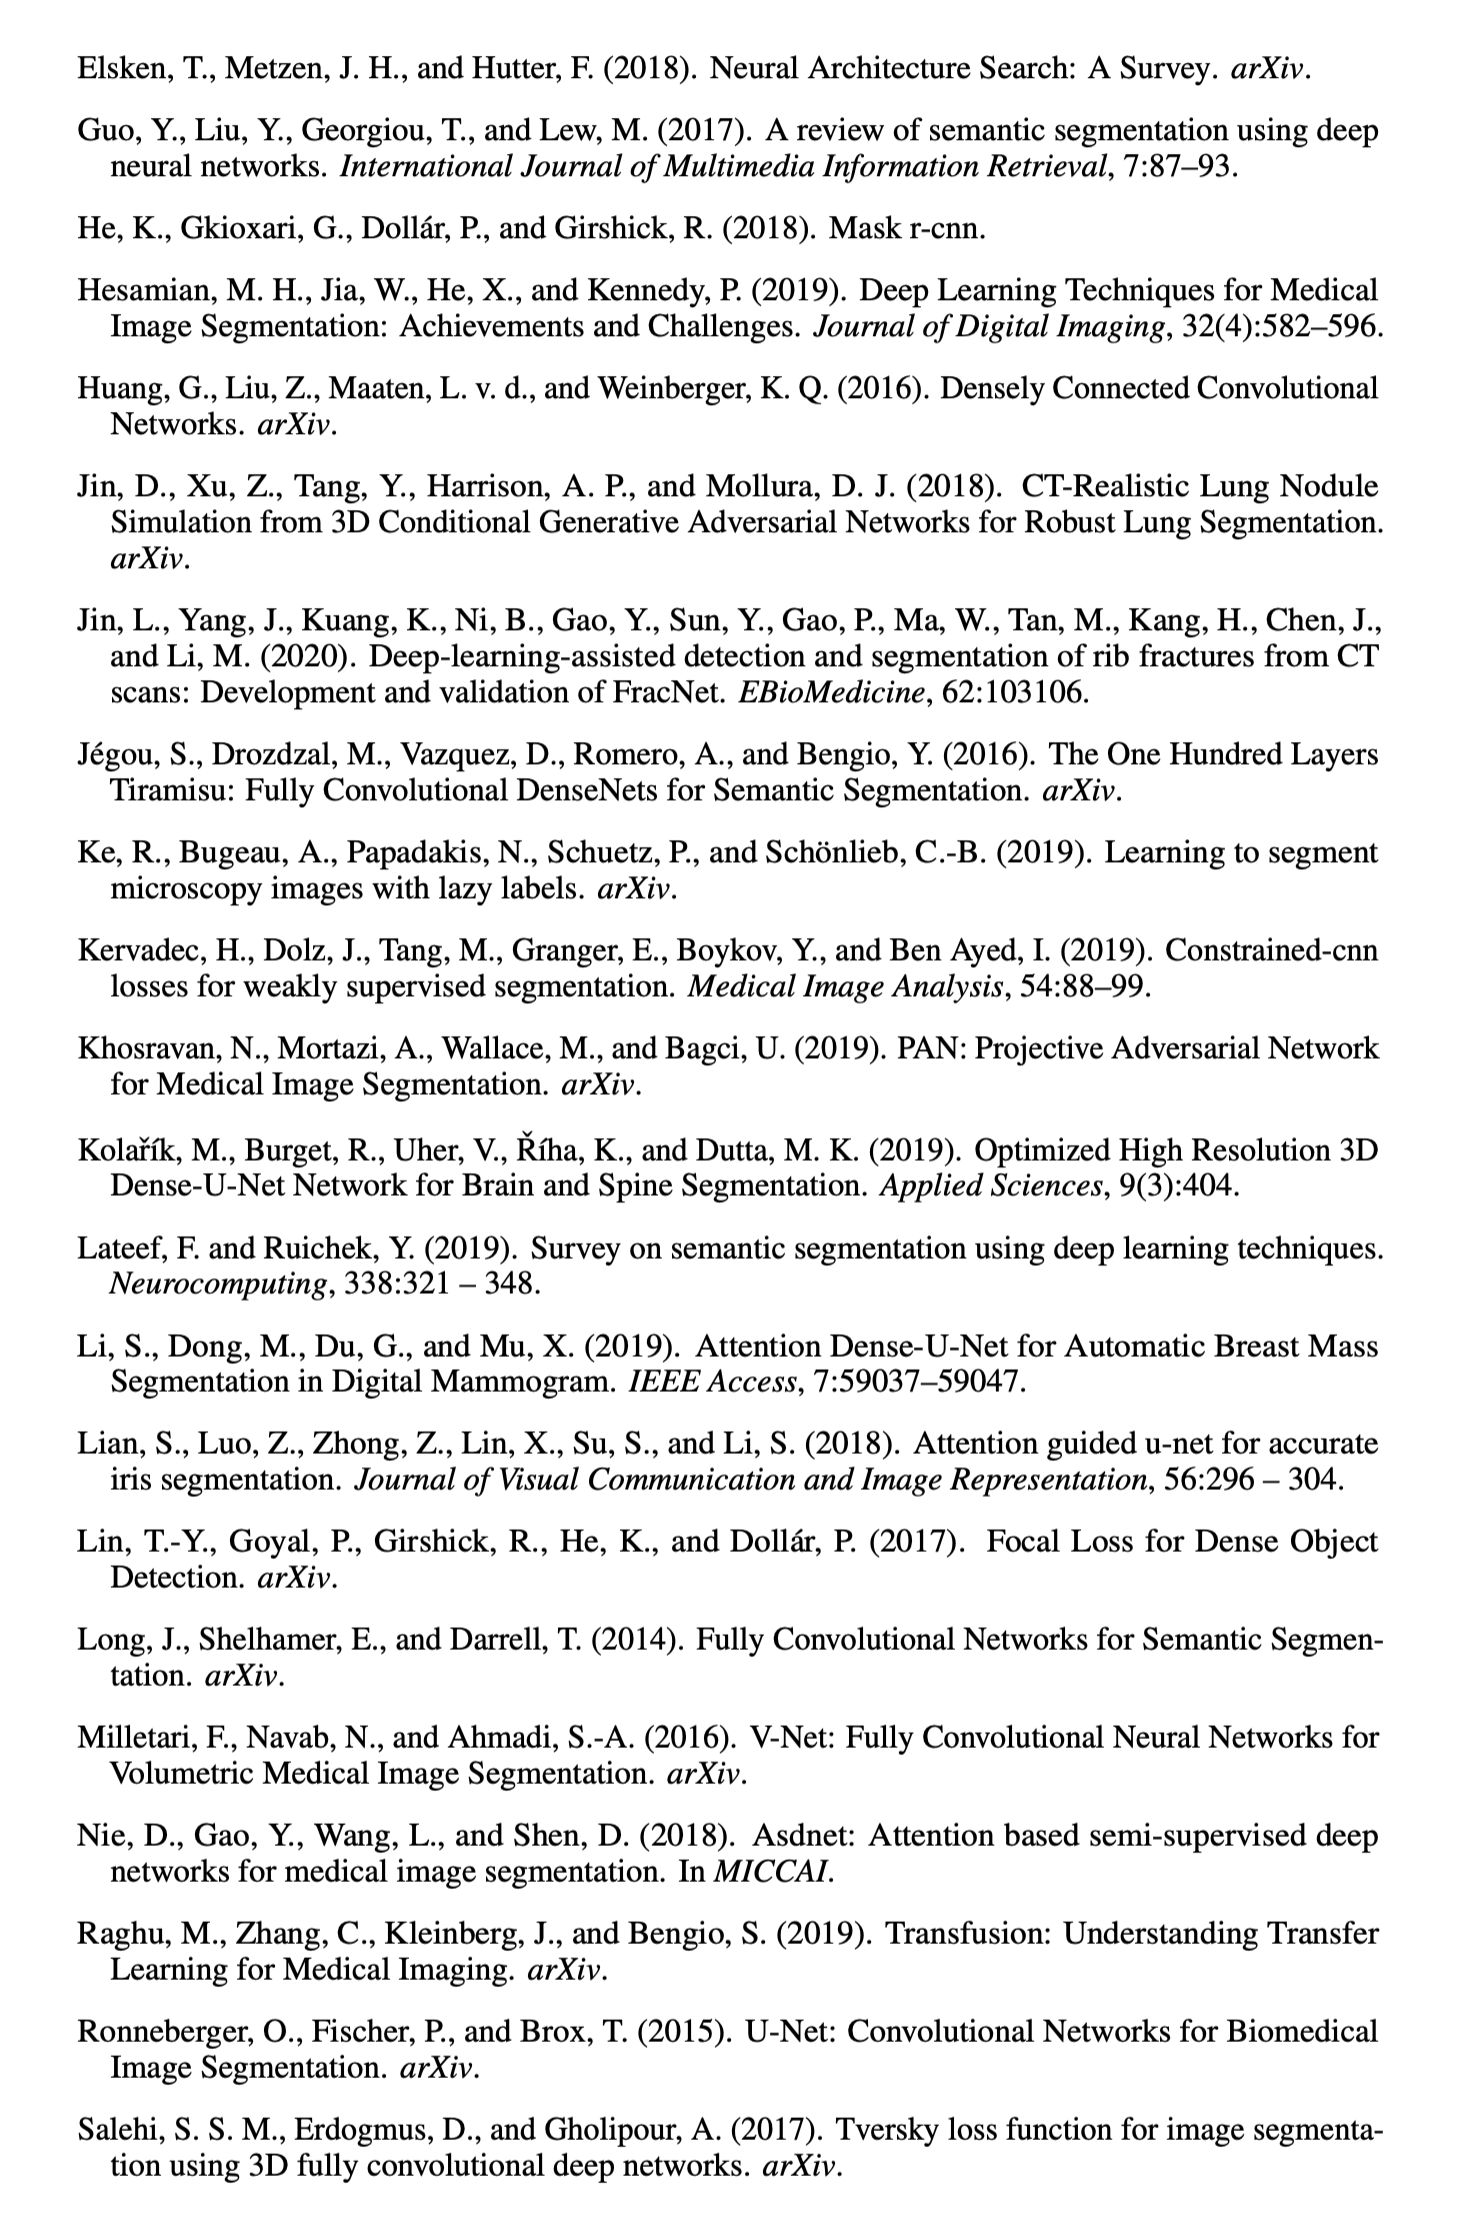 Elsken, T., Metzen, J. H., and Hutter, F. (2018). Neural Architecture Search: A Survey. arXiv.
Guo, Y., Liu, Y., Georgiou, T., and Lew, M. (2017). A review of semantic segmentation using deep
neural networks. International Journal of Multimedia Information Retrieval, 7:87–93.
He, K., Gkioxari, G., Dollár, P., and Girshick, R. (2018). Mask r-cnn.
Hesamian, M. H., Jia, W., He, X., and Kennedy, P. (2019). Deep Learning Techniques for Medical
Image Segmentation: Achievements and Challenges. Journal of Digital Imaging, 32(4):582–596.
Huang, G., Liu, Z., Maaten, L. v. d., and Weinberger, K. Q. (2016). Densely Connected Convolutional
Networks. arXiv.
Jin, D., Xu, Z., Tang, Y., Harrison, A. P., and Mollura, D. J. (2018). CT-Realistic Lung Nodule
Simulation from 3D Conditional Generative Adversarial Networks for Robust Lung Segmentation.
arXiv.
Jin, L., Yang, J., Kuang, K., Ni, B., Gao, Y., Sun, Y., Gao, P., Ma, W., Tan, M., Kang, H., Chen, J.,
and Li, M. (2020). Deep-learning-assisted detection and segmentation of rib fractures from CT
scans: Development and validation of FracNet. EBioMedicine, 62:103106.
Jégou, S., Drozdzal, M., Vazquez, D., Romero, A., and Bengio, Y. (2016). The One Hundred Layers
Tiramisu: Fully Convolutional DenseNets for Semantic Segmentation. arXiv.
Ke, R., Bugeau, A., Papadakis, N., Schuetz, P., and Schönlieb, C.-B. (2019). Learning to segment
microscopy images with lazy labels. arXiv.
Kervadec, H., Dolz, J., Tang, M., Granger, E., Boykov, Y., and Ben Ayed, I. (2019). Constrained-cnn
losses for weakly supervised segmentation. Medical Image Analysis, 54:88–99.
Khosravan, N., Mortazi, A., Wallace, M., and Bagci, U. (2019). PAN: Projective Adversarial Network
for Medical Image Segmentation. arXiv.
Kolařík, M., Burget, R., Uher, V., Říha, K., and Dutta, M. K. (2019). Optimized High Resolution 3D
Dense-U-Net Network for Brain and Spine Segmentation. Applied Sciences, 9(3):404.
Lateef, F. and Ruichek, Y. (2019). Survey on semantic segmentation using deep learning techniques.
Neurocomputing, 338:321 – 348.
Li, S., Dong, M., Du, G., and Mu, X. (2019). Attention Dense-U-Net for Automatic Breast Mass
Segmentation in Digital Mammogram. IEEE Access, 7:59037–59047.
Lian, S., Luo, Z., Zhong, Z., Lin, X., Su, S., and Li, S. (2018). Attention guided u-net for accurate
iris segmentation. Journal of Visual Communication and Image Representation, 56:296 – 304.
Lin, T.-Y., Goyal, P., Girshick, R., He, K., and Dollár, P. (2017). Focal Loss for Dense Object
Detection. arXiv.
Long, J., Shelhamer, E., and Darrell, T. (2014). Fully Convolutional Networks for Semantic Segmen-
tation. arXiv.
Milletari, F., Navab, N., and Ahmadi, S.-A. (2016). V-Net: Fully Convolutional Neural Networks for
Volumetric Medical Image Segmentation. arXiv.
Nie, D., Gao, Y., Wang, L., and Shen, D. (2018). Asdnet: Attention based semi-supervised deep
networks for medical image segmentation. In MICCAI.
Raghu, M., Zhang, C., Kleinberg, J., and Bengio, S. (2019). Transfusion: Understanding Transfer
Learning for Medical Imaging. arXiv.
Ronneberger, O., Fischer, P., and Brox, T. (2015). U-Net: Convolutional Networks for Biomedical
Image Segmentation. arXiv.
Salehi, S. S. M., Erdogmus, D., and Gholipour, A. (2017). Tversky loss function for image segmenta-
tion using 3D fully convolutional deep networks. arXiv.